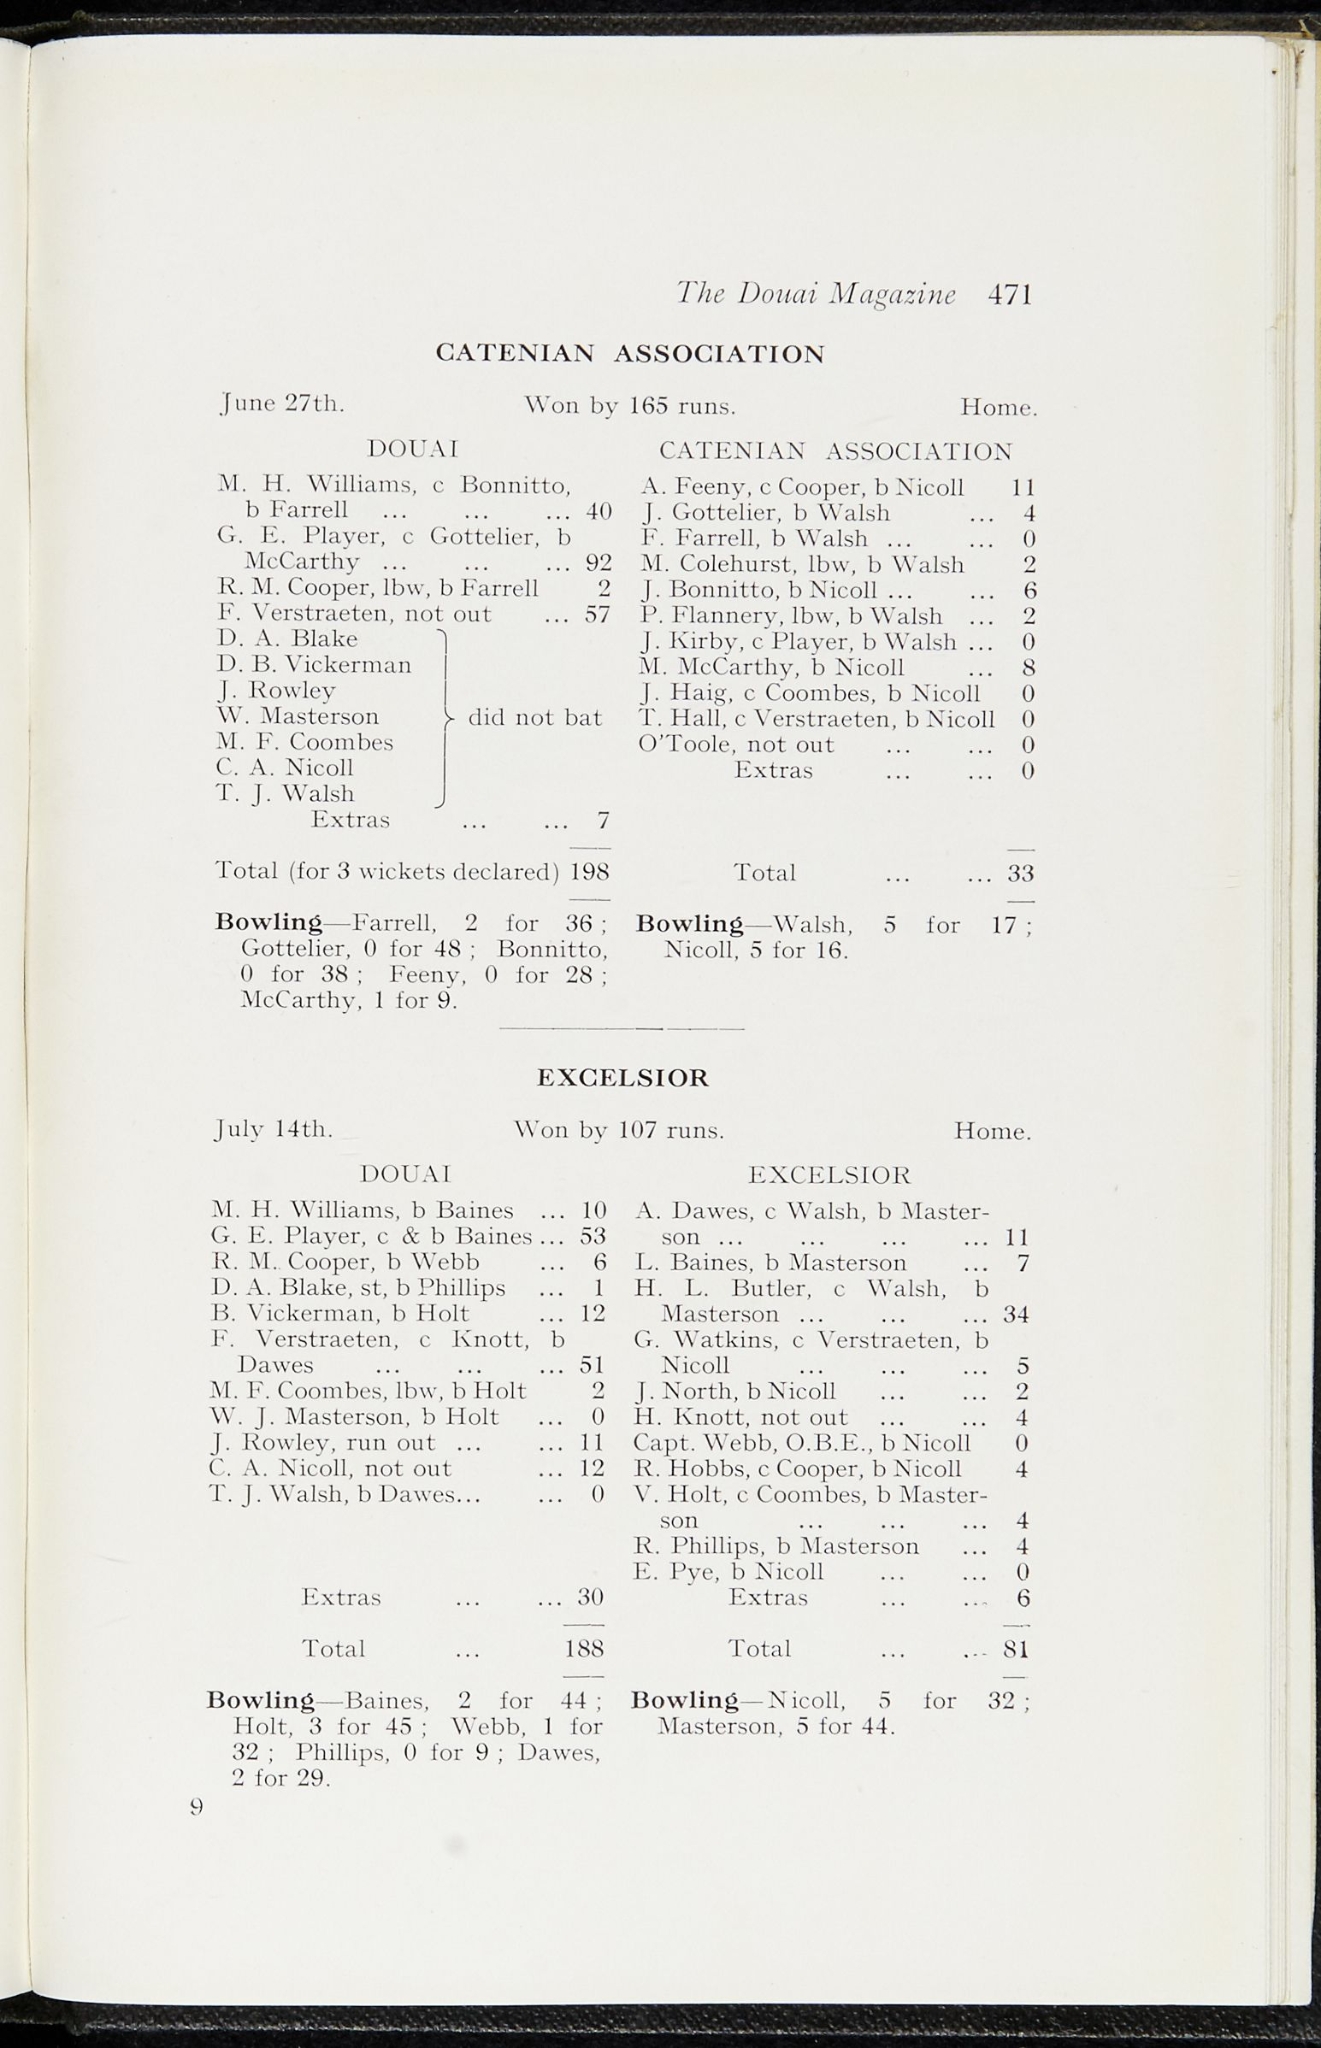 The Douai Magazine 471
CATENIAN ASSOCIATION
June 27th. Won by 165 runs. Home.
DOUAI
M. H. Williams, c Bonnitto,
b Farrell ... ... ... 40
G. E. Player, c Gottelier, b
McCarthy ... ... ... 92
R. M. Cooper, lbw, b Farrell 2
F. Verstraeten, not out ... 57
D. A. Blake
D. B. Vickerman
J. Rowley
W. Masterson } did not bat
M. F. Coombes
C. A. Nicoll
T. J. Walsh
Extras ... ... 7
Total (for 3 wickets declared) 198
Bowling—Farrell, 2 for 36 ;
Gottelier, 0 for 48 ; Bonnitto,
0 for 38 ; Feeny, 0 for 28 ;
McCarthy, 1 for 9.
CATENIAN ASSOCIATION
A. Feeny, c Cooper, b Nicoll 11
J. Gottelier, b Walsh ... 4
F. Farrell, b Walsh ... ... 0
M. Colehurst, lbw, b Walsh 2
J. Bonnitto, b Nicoll ... ... 6
P. Flannery, lbw, b Walsh ... 2
J. Kirby, c Player, b Walsh ... 0
M. McCarthy, b Nicoll ... 8
J. Haig, c Coombes, b Nicoll 0
T. Hall, c Verstraeten, b Nicoll 0
O'Toole, not out ... ... 0
Extras ... ... 0
Total ... ... 33
Bowling—Walsh, 5 for 17 ;
Nicoll, 5 for 16.
EXCELSIOR
July 14th. Won by 107 runs. Home.
DOUAI
M. H. Williams, b Baines ... 10
G. E. Player, c & b Baines ... 53
R. M. Cooper, b Webb ... 6
D. A. Blake, st, b Phillips ... 1
B. Vickerman, b Holt ... 12
F. Verstraeten, c Knott, b
Dawes ... ... ... 51
M. F. Coombes, lbw, b Holt 2
W. J. Masterson, b Holt ... 0
J. Rowley, run out ... ... 11
C. A. Nicoll, not out ... 12
T. J. Walsh, b Dawes... ... 0
Extras ... ... 30
Total ... 188
Bowling—Baines, 2 for 44 ;
Holt, 3 for 45 ; Webb, 1 for
32 ; Phillips, 0 for 9 ; Dawes,
2 for 29.
EXCELSIOR
A. Dawes, c Walsh, b Master-
son ... ... ... ... 11
L. Baines, b Masterson ... 7
H. L. Butler, c Walsh, b
Masterson ... ... ... 34
G. Watkins, c Verstraeten, b
Nicoll ... ... ... 5
J. North, b Nicoll ... ... 2
H. Knott, not out ... ... 4
Capt. Webb, O.B.E., b Nicoll 0
R. Hobbs, c Cooper, b Nicoll 4
V. Holt, c Coombes, b Master-
son ... ... ... 4
R. Phillips, b Masterson ... 4
E. Pye, b Nicoll ... ... 0
Extras ... ... 6
Total ... ... 81
Bowling—Nicoll, 5 for 32 ;
Masterson, 5 for 44.
9